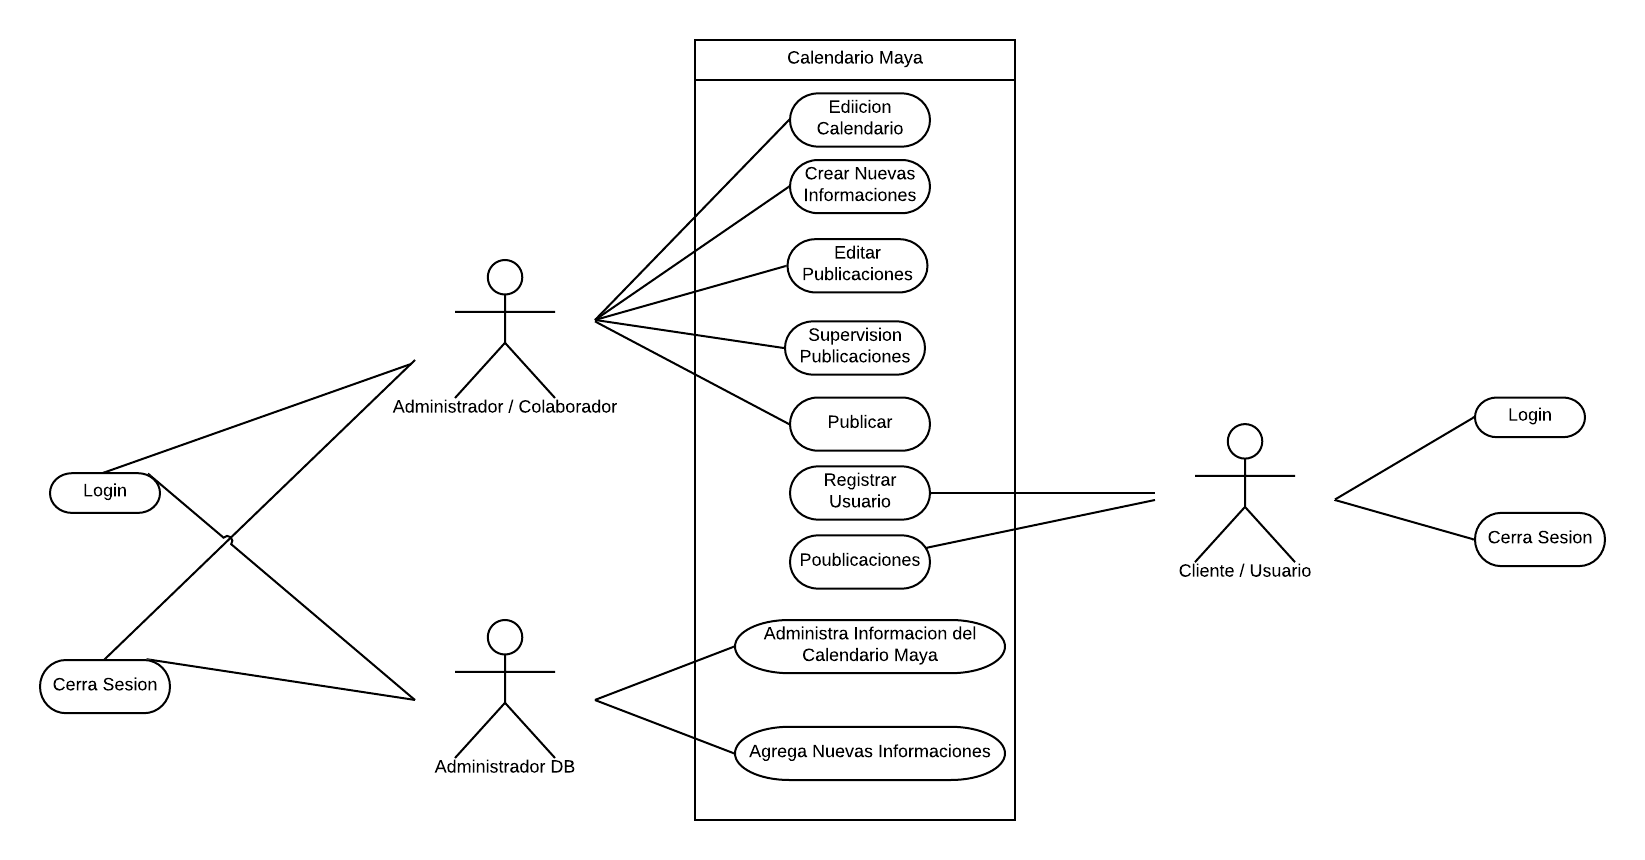 Calendario Maya
Ediicion
Calendario
Crear Nuevas
Informaciones
Editar
Publicaciones
Supervision
Publicaciones
Administrador / Colaborador
Publicar
Login
Login
Registrar
Usuario
Cerra Sesion
Poublicaciones
Cliente / Usuario
Administra Informacion del
Calendario Maya
Cerra Sesion
Agrega Nuevas Informaciones
Administrador DB